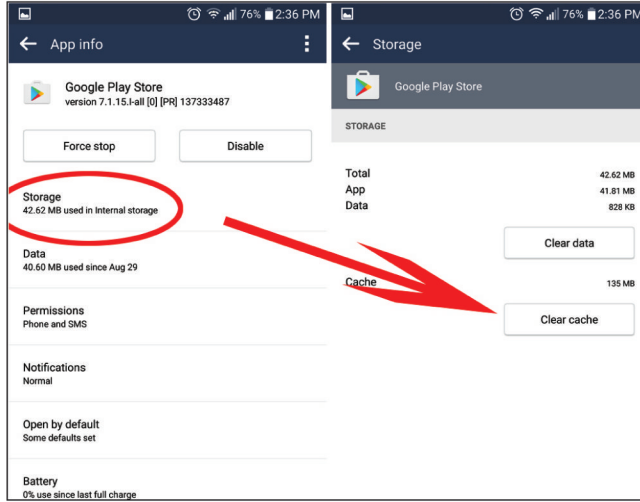 76% 2:36 PM
App info
Google Play Store
version 7.1.15.I-all [0] [PR] 137333487
Force stop
Disable
Storage
42.62 MB used in Internal storage
Data
40.60 MB used since Aug 29
Permissions
Phone and SMS
Notifications
Normal
Open by default
Some defaults set
Battery
0% use since last full charge
76% 2:36 PM
Storage
Google Play Store
STORAGE
Total 42.62 MB
App 41.81 MB
Data 828 KB
Clear data
Cache 135 MB
Clear cache